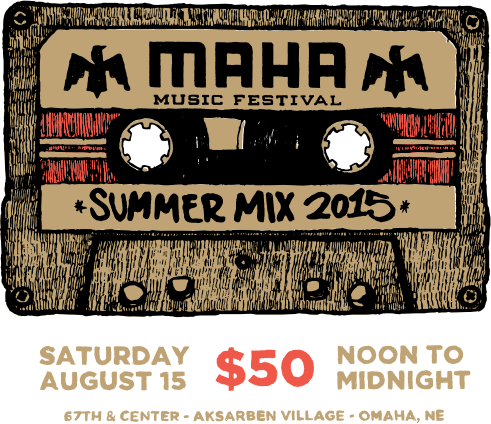 MAHA
MUSIC FESTIVAL
*SUMMER MIX 2015*
SATURDAY
AUGUST 15
$50
NOON TO
MIDNIGHT
67TH & CENTER - AKSARBEN VILLAGE - OMAHA, NE